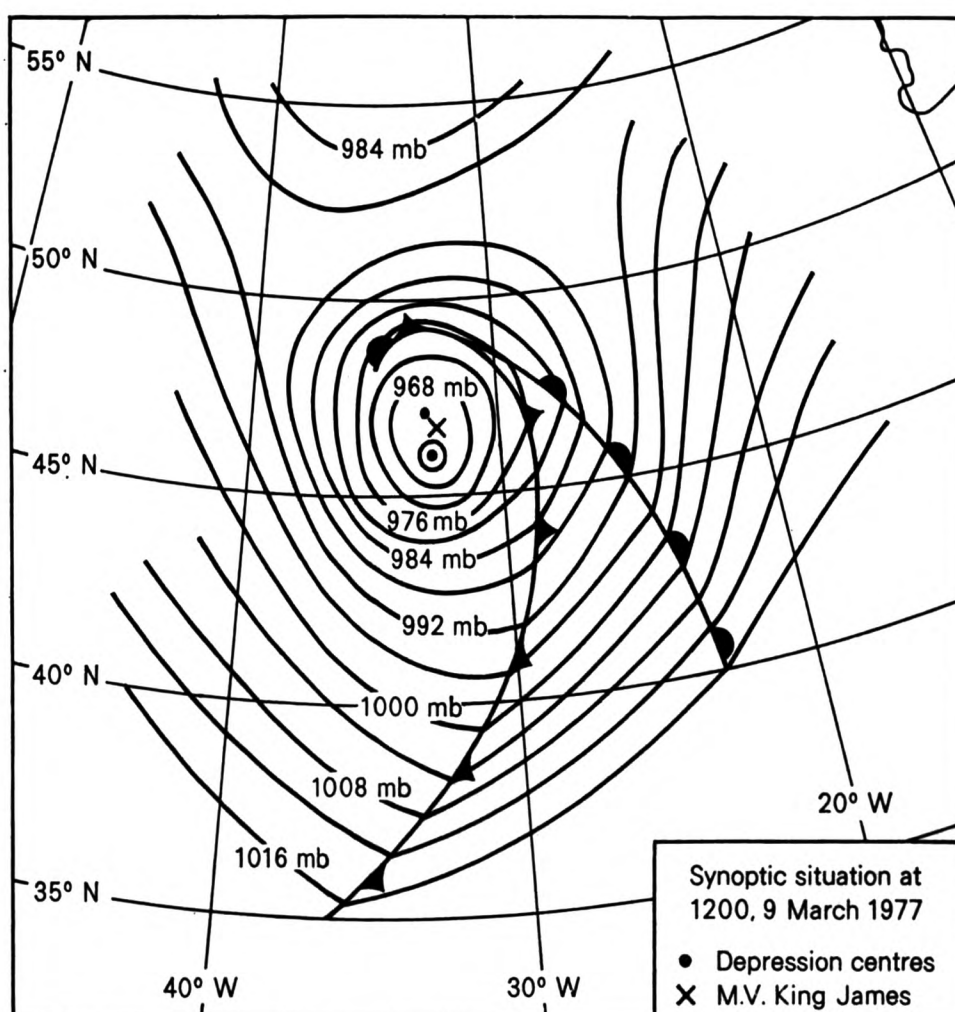 55° N
984 mb
50° N
968 mb
45° N
976 mb
984 mb
992 mb
40° N
1000 mb
1008 mb
20° W
1016 mb
35° N
Synoptic situation at
1200, 9 March 1977
Depression centres
M.V. King James
40° W
30° W